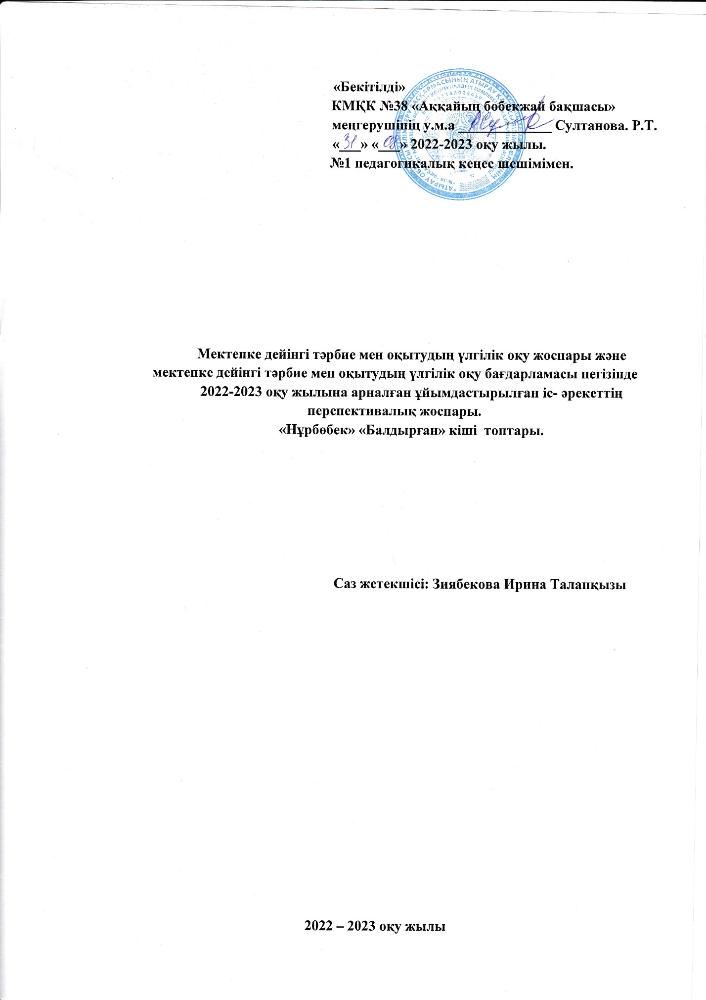 «Бекітілді»
КМҚК №38 «Аққайың бөбекжай бақшасы»
меңгерушінің у.м.а _____________ Султанова. Р.Т.
«31» «08» 2022-2023 оқу жылы.
№1 педагогикалық кеңес шешімімен.
Мектепке дейінгі тәрбие мен оқытудың үлгілік оқу жоспары және
мектепке дейінгі тәрбие мен оқытудың үлгілік оқу бағдарламасы негізінде
2022-2023 оқу жылына арналған ұйымдастырылған іс- әрекеттің
перспективалық жоспары.
«Нұрбөбек» «Балдырған» кіші топтары.
Саз жетекшісі: Зиябекова Ирина Талапқызы
2022 – 2023 оқу жылы